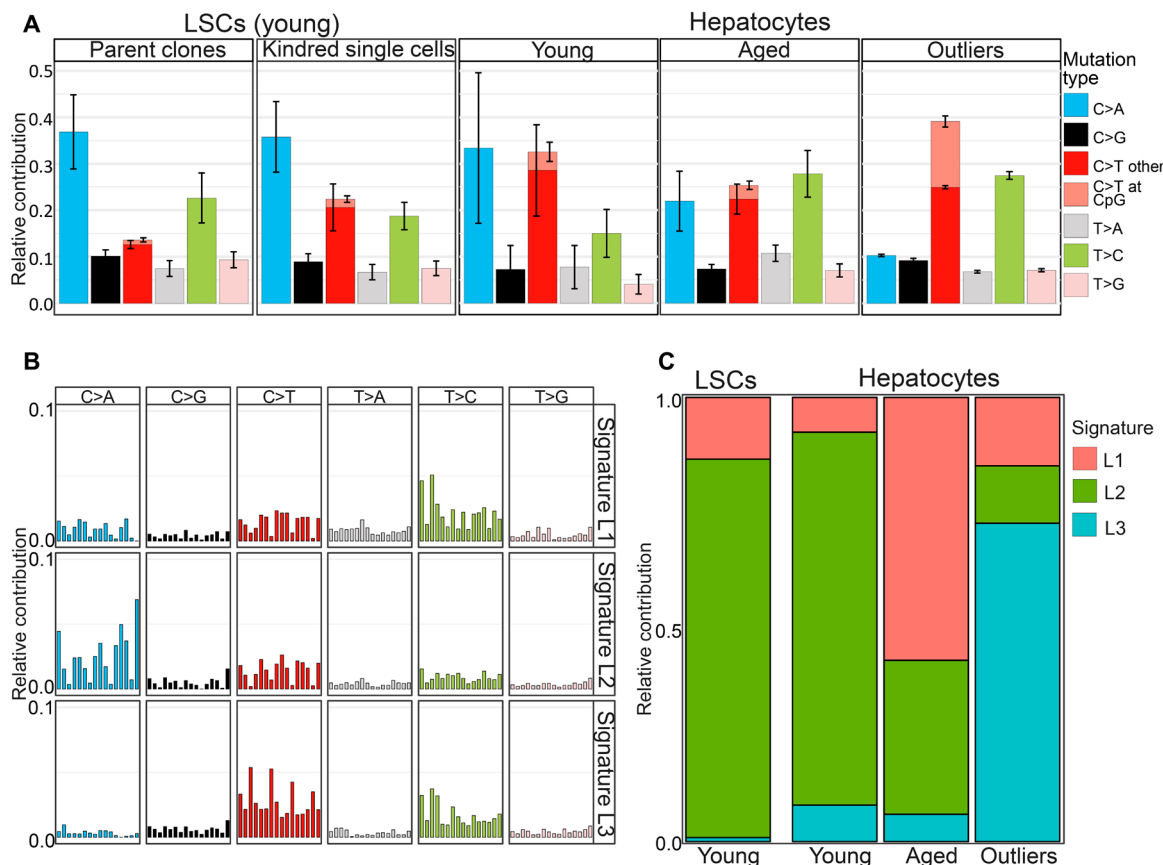 A
LSCs (young)
Hepatocytes
Parent clones
Kindred single cells
Young
Aged
Outliers
Relative contribution
0.5
0.4
0.3
0.2
0.1
0.0
Mutation
type
C>A
C>G
C>T other
C>T at
CpG
T>A
T>C
T>G
B
C>A
C>G
C>T
T>A
T>C
T>G
Relative contribution
0.1
0.0
Signature L1
0.1
0.0
Signature L2
0.1
0.0
Signature L3
C
LSCs
Hepatocytes
Relative contribution
1.0
0.5
0.0
Young
Young
Aged
Outliers
Signature
L1
L2
L3